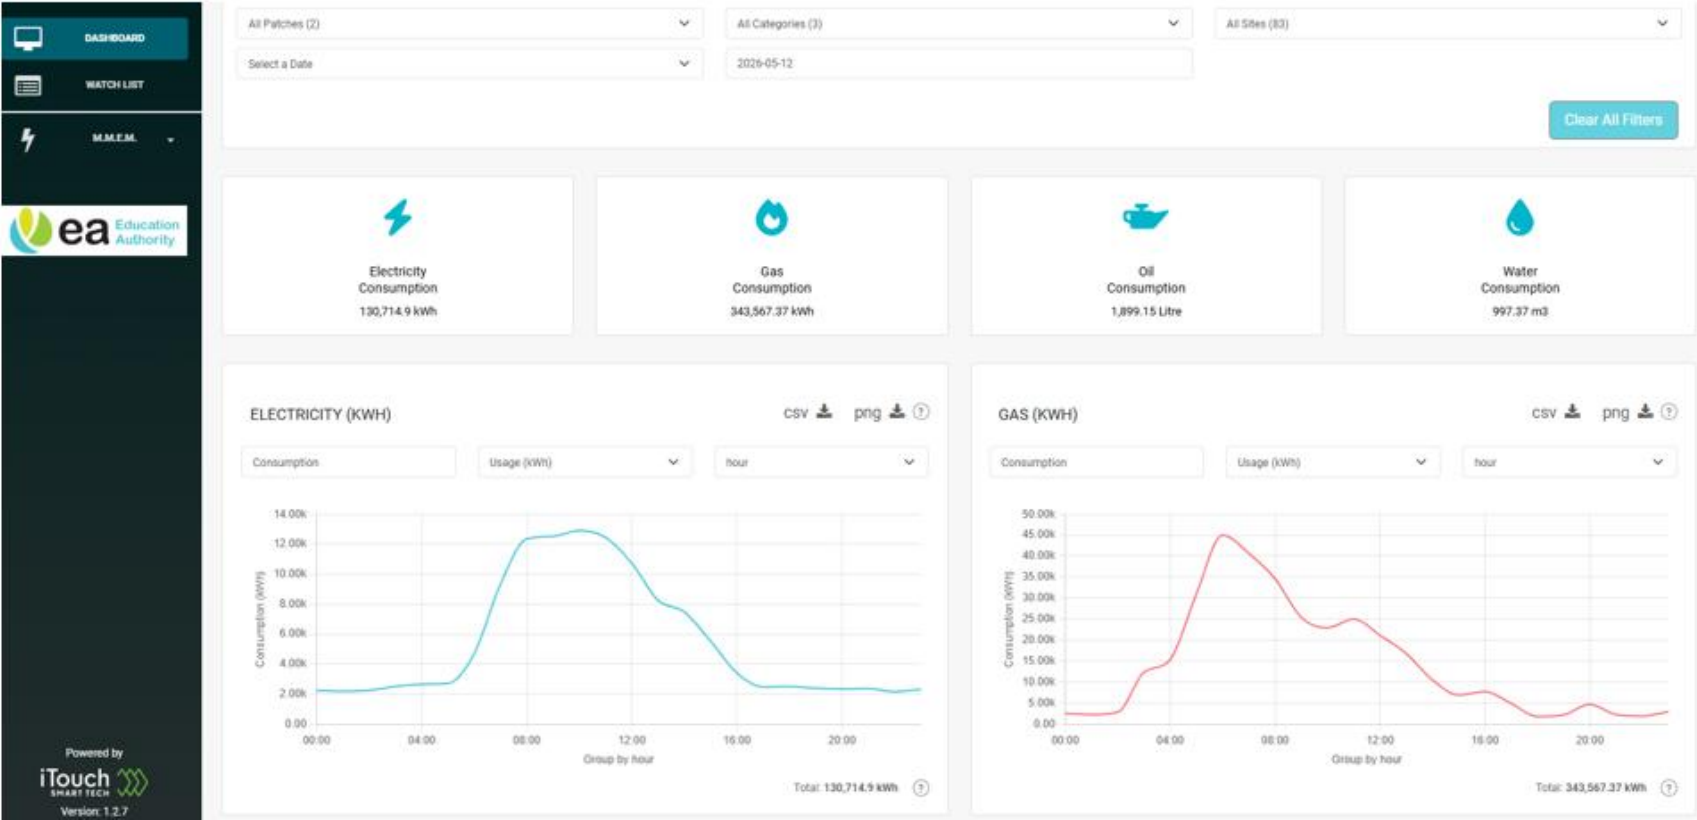 DASHBOARD
WATCH LIST
M.M.E.M.
ea Education
Authority
Powered by
iTouch
SMART TECH
Version: 1.2.7
All Patches (2)
All Categories (3)
All Sites (83)
Select a Date
2026-05-12
Clear All Filters
Electricity
Consumption
130,714.9 kWh
Gas
Consumption
343,567.37 kWh
Oil
Consumption
1,899.15 Litre
Water
Consumption
997.37 m3
ELECTRICITY (KWH)
csv png ?
Consumption
Usage (kWh)
hour
Consumption (kWh)
14.00k
12.00k
10.00k
8.00k
6.00k
4.00k
2.00k
0.00
00:00 04:00 08:00 12:00 16:00 20:00
Group by hour
Total: 130,714.9 kWh ?
GAS (KWH)
csv png ?
Consumption
Usage (kWh)
hour
Consumption (kWh)
50.00k
45.00k
40.00k
35.00k
30.00k
25.00k
20.00k
15.00k
10.00k
5.00k
0.00
00:00 04:00 08:00 12:00 16:00 20:00
Group by hour
Total: 343,567.37 kWh ?